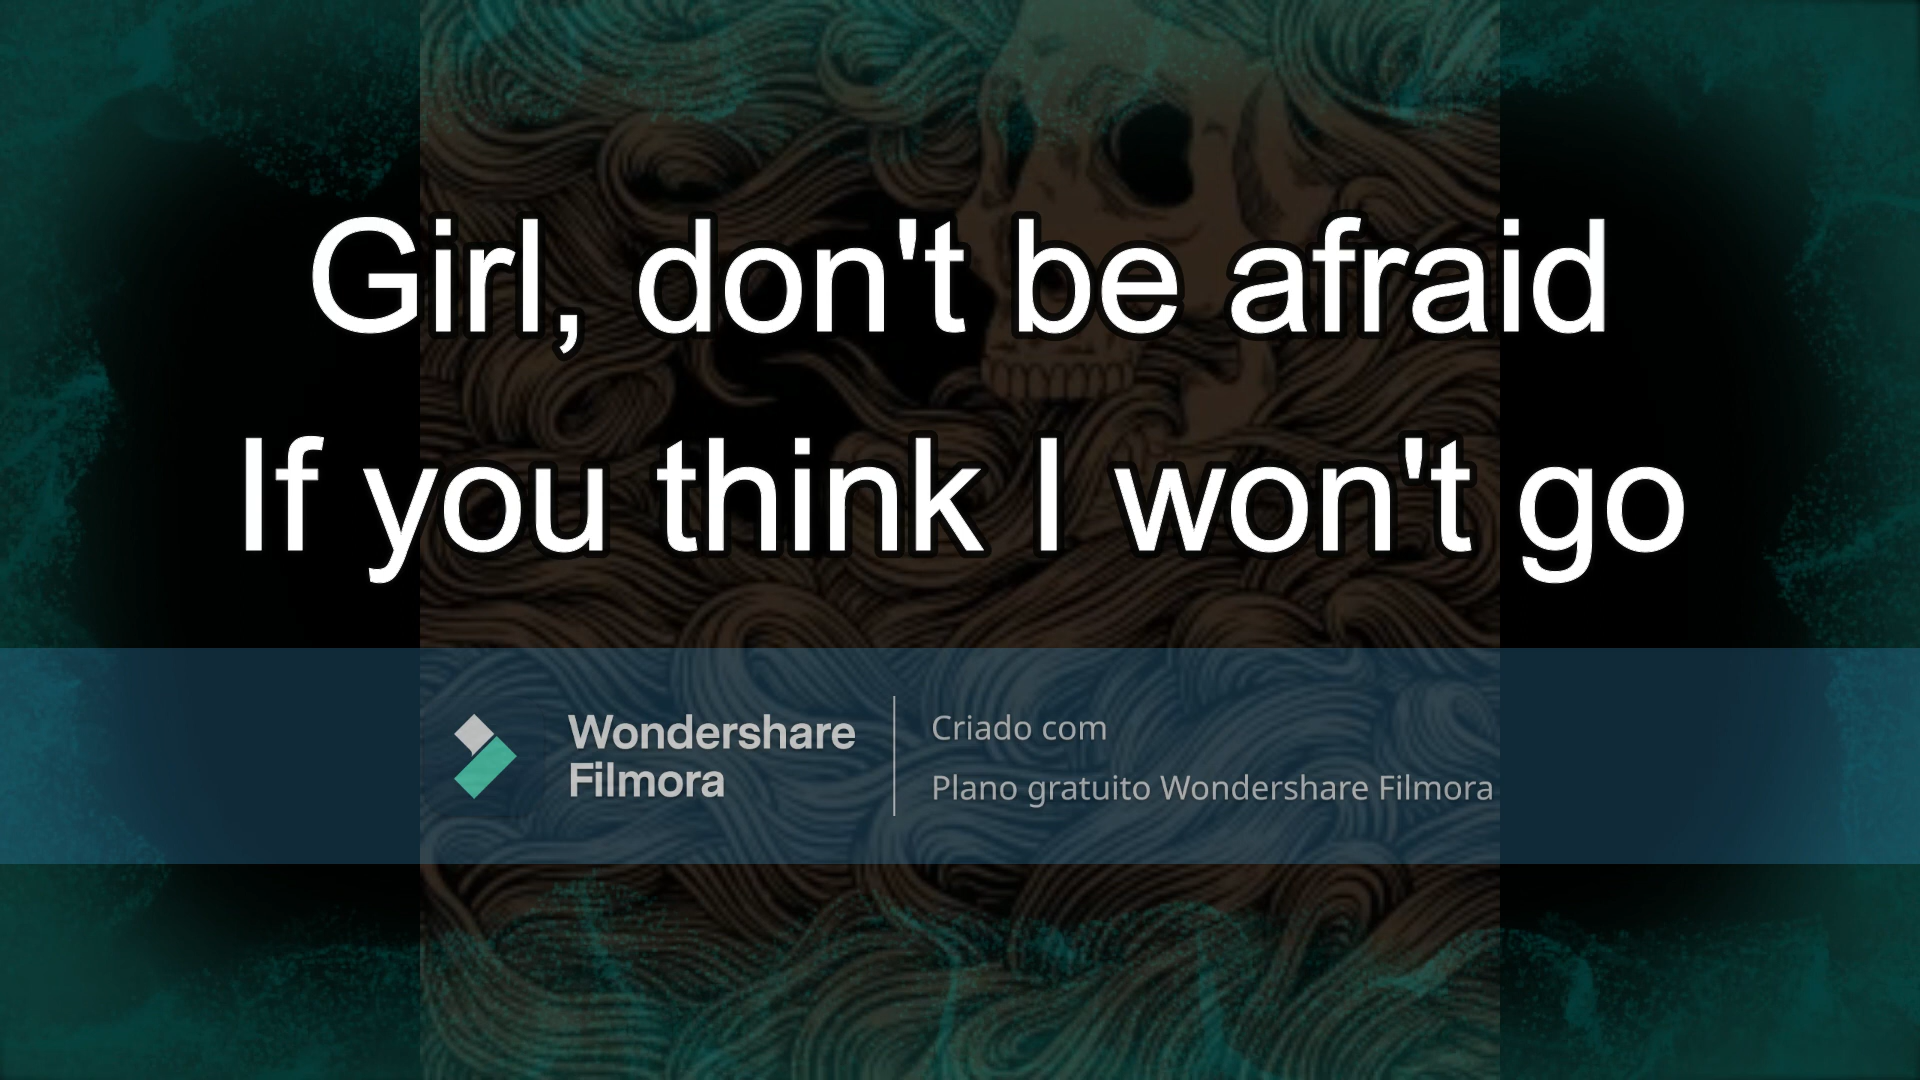 Girl, don't be afraid
If you think I won't go
Wondershare
Filmora
Criado com
Plano gratuito Wondershare Filmora